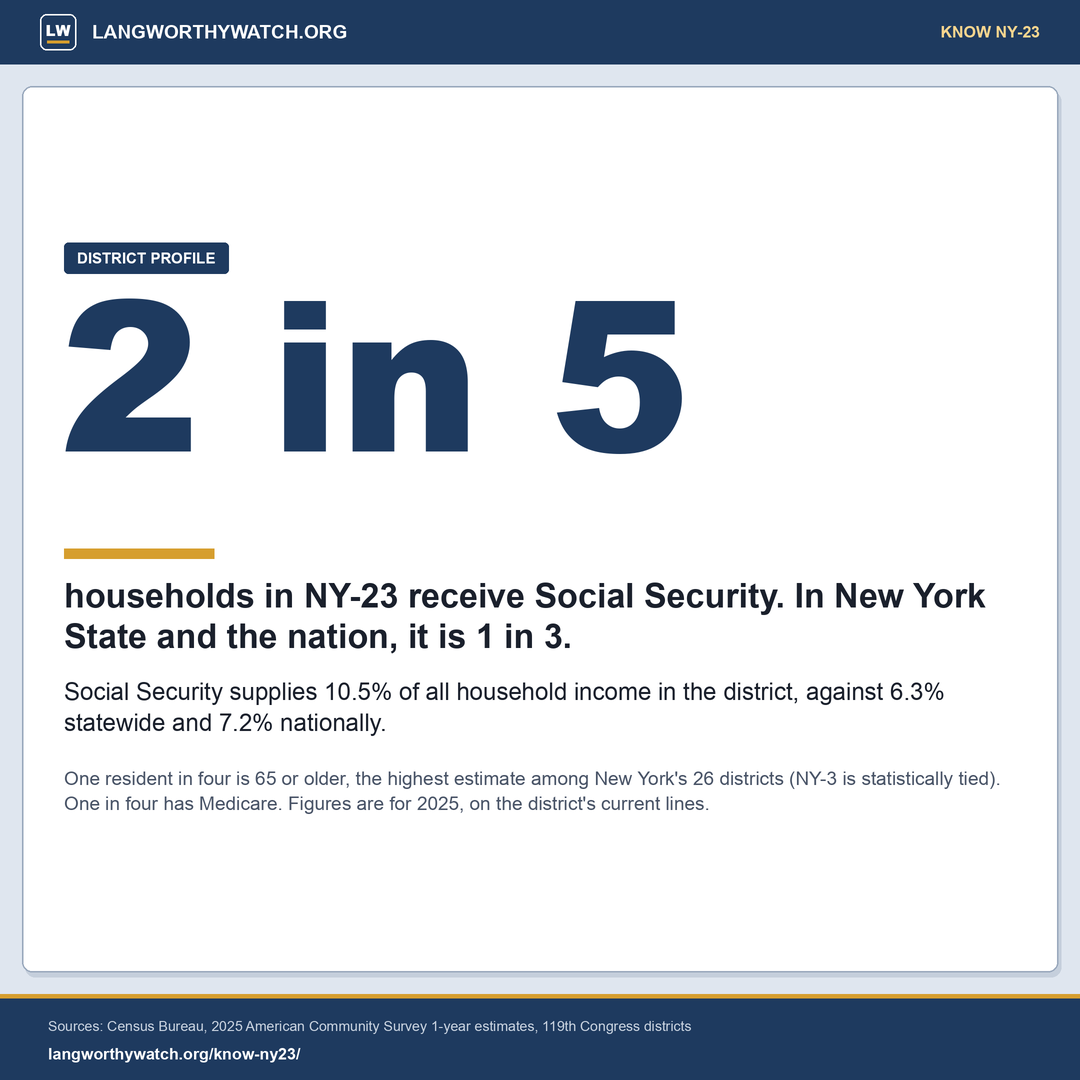 LW LANGWORTHYWATCH.ORG
KNOW NY-23
DISTRICT PROFILE
2 in 5
households in NY-23 receive Social Security. In New York
State and the nation, it is 1 in 3.
Social Security supplies 10.5% of all household income in the district, against 6.3%
statewide and 7.2% nationally.
One resident in four is 65 or older, the highest estimate among New York's 26 districts (NY-3 is statistically tied).
One in four has Medicare. Figures are for 2025, on the district's current lines.
Sources: Census Bureau, 2025 American Community Survey 1-year estimates, 119th Congress districts
langworthywatch.org/know-ny23/